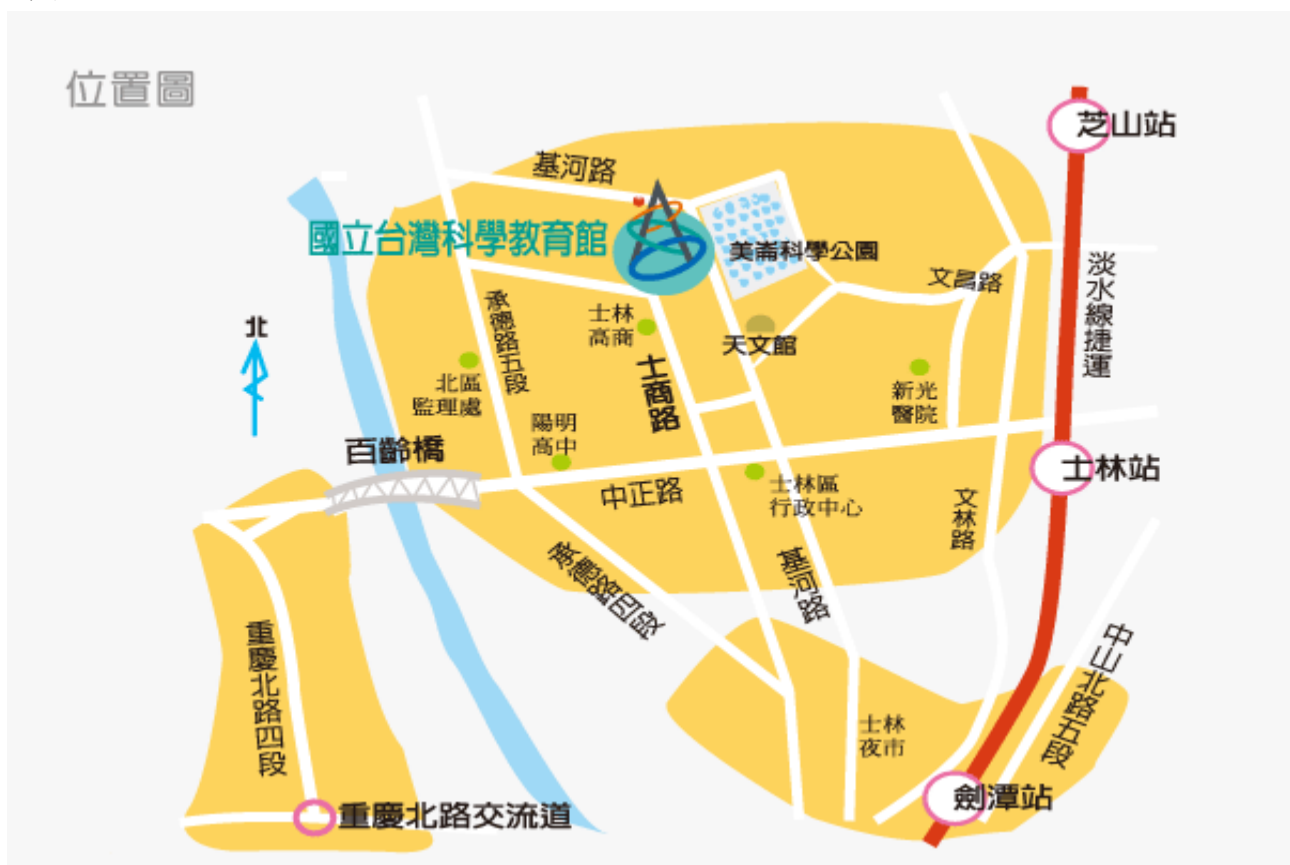 位置圖
芝山站
基河路
國立台灣科學教育館
美崙科學公園
文昌路
淡水線捷運
承德路五段
士林
高商
北
天文館
士商路
北區
監理處
新光
醫院
陽明
高中
百齡橋
士林站
中正路
士林區
行政中心
文林路
承德路四段
基河路
重慶北路四段
中山北路五段
士林
夜市
劍潭站
重慶北路交流道